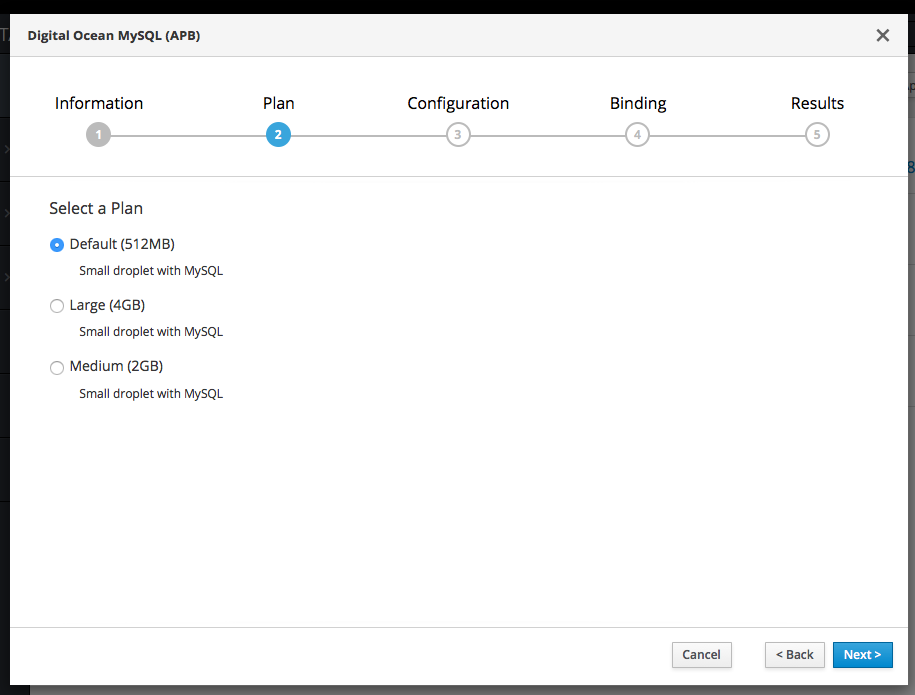 Digital Ocean MySQL (APB)
Information Plan Configuration Binding Results
1 2 3 4 5
Select a Plan
Default (512MB)
Small droplet with MySQL
Large (4GB)
Small droplet with MySQL
Medium (2GB)
Small droplet with MySQL
Cancel < Back Next >